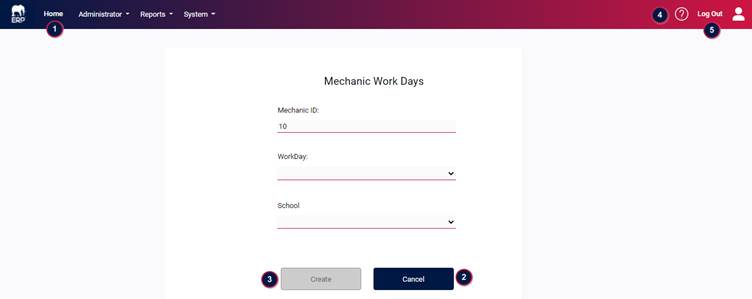 ERP Home Administrator Reports System 4 ? Log Out
1 5
Mechanic Work Days
Mechanic ID:
10
WorkDay:
School
3 Create Cancel 2